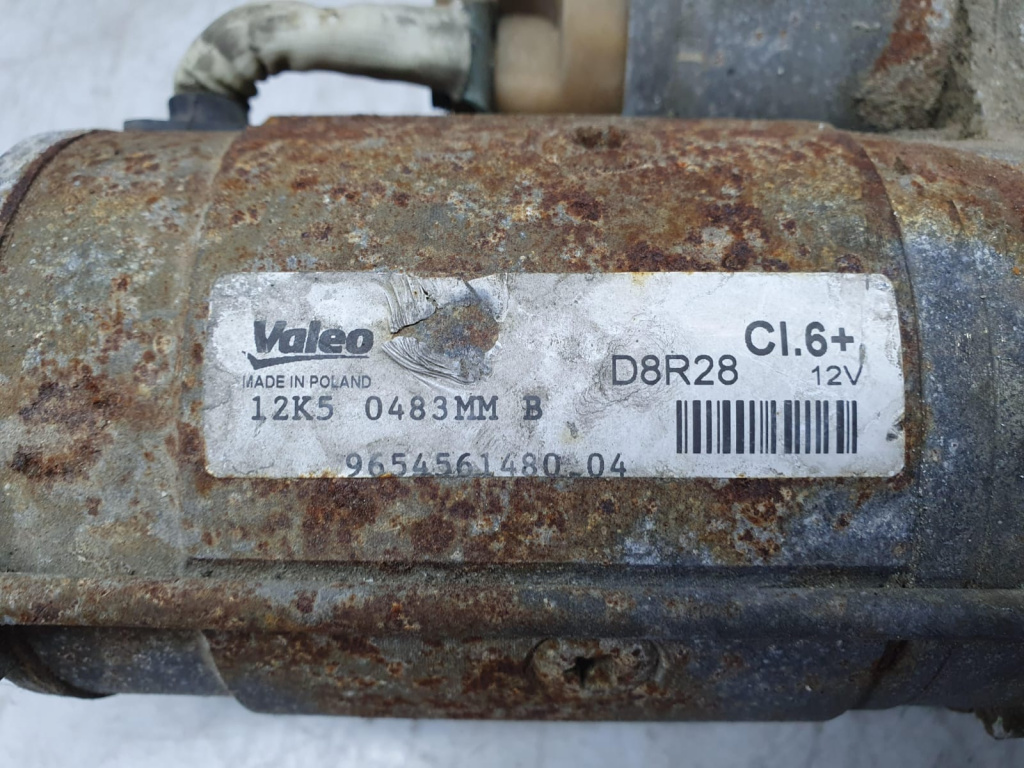 Valeo
MADE IN POLAND
D8R28
Cl.6+
12V
12K5 0483MM B
9654561480-04